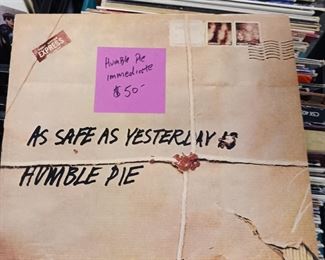 EXPRESS
Humble Pie
immediate
$50-
AS SAFE AS YESTERDAY IS
HUMBLE PIE